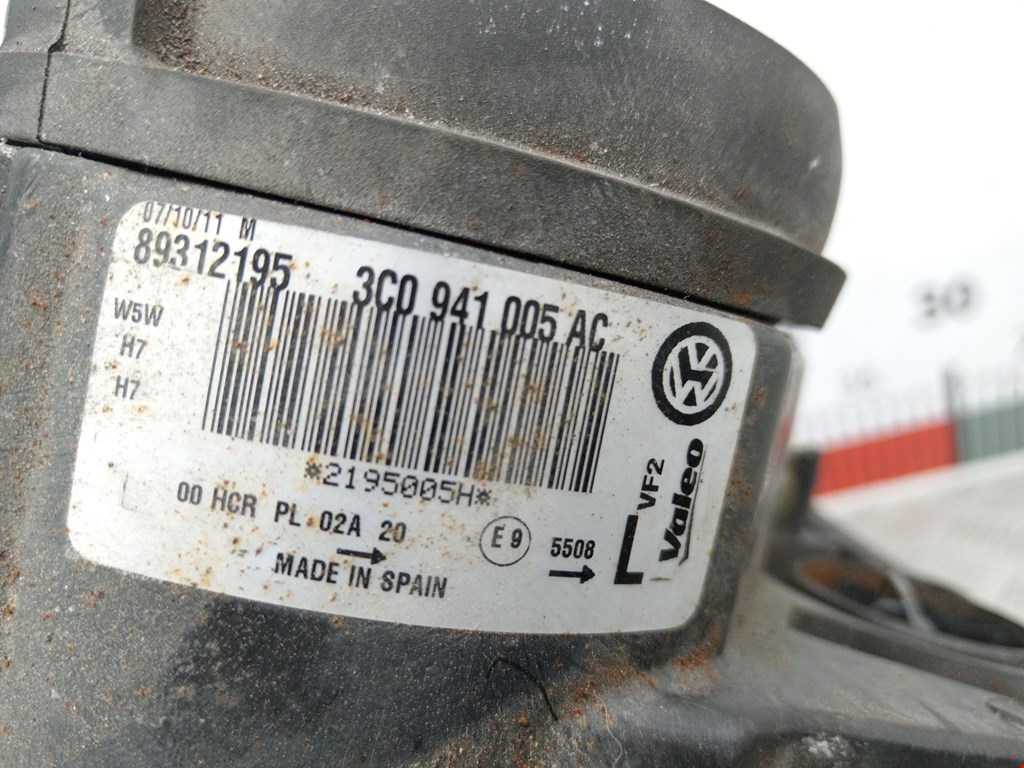 07/10/11 M
89312195 3C0 941 005 AC
W5W
H7
H7
*2195005H*
00 HCR PL 02A 20
MADE IN SPAIN
E9
5508
L
VF2
Valeo